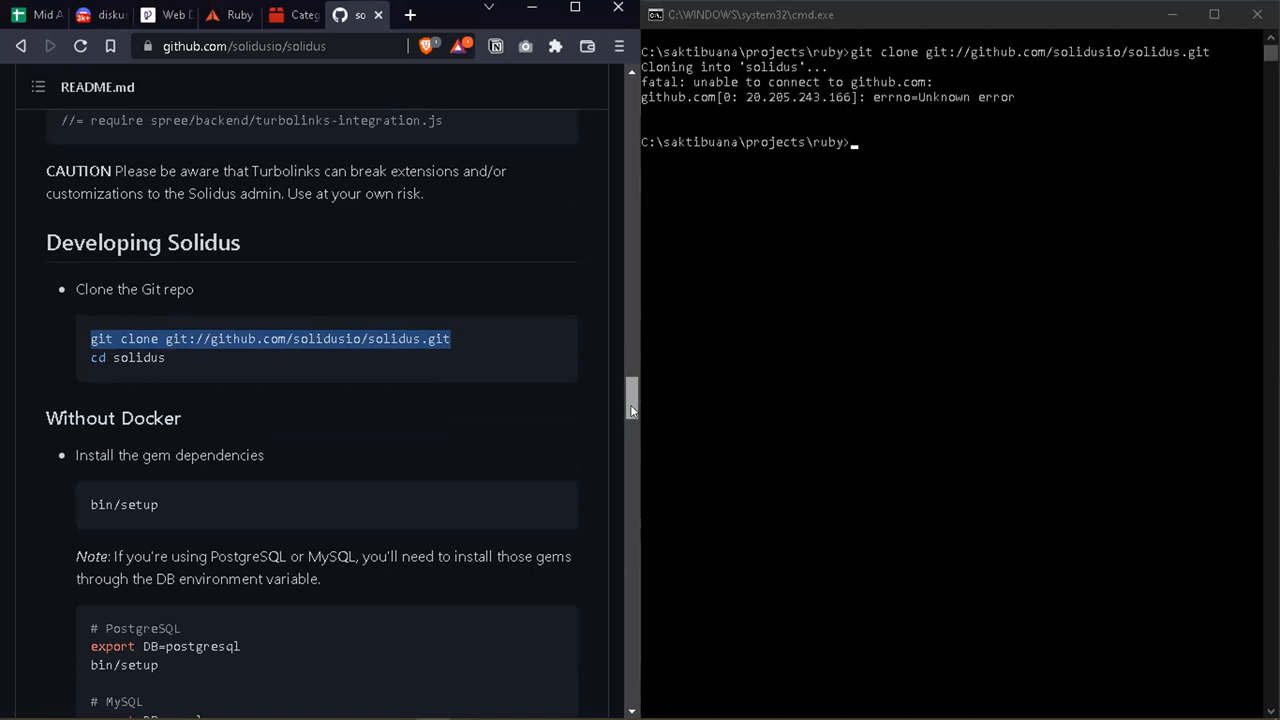 Mid A
3k+
disku
Web D
Ruby
Categ
so
github.com/solidusio/solidus
1
README.md
//= require spree/backend/turbolinks-integration.js
CAUTION Please be aware that Turbolinks can break extensions and/or
customizations to the Solidus admin. Use at your own risk.
Developing Solidus
Clone the Git repo
git clone git://github.com/solidusio/solidus.git
cd solidus
Without Docker
Install the gem dependencies
bin/setup
Note: If you're using PostgreSQL or MySQL, you'll need to install those gems
through the DB environment variable.
# PostgreSQL
export DB=postgresql
bin/setup
# MySQL
C:\WINDOWS\system32\cmd.exe
C:\saktibuana\projects\ruby>git clone git://github.com/solidusio/solidus.git
Cloning into 'solidus'...
fatal: unable to connect to github.com:
github.com[0: 20.205.243.166]: errno=Unknown error
C:\saktibuana\projects\ruby>